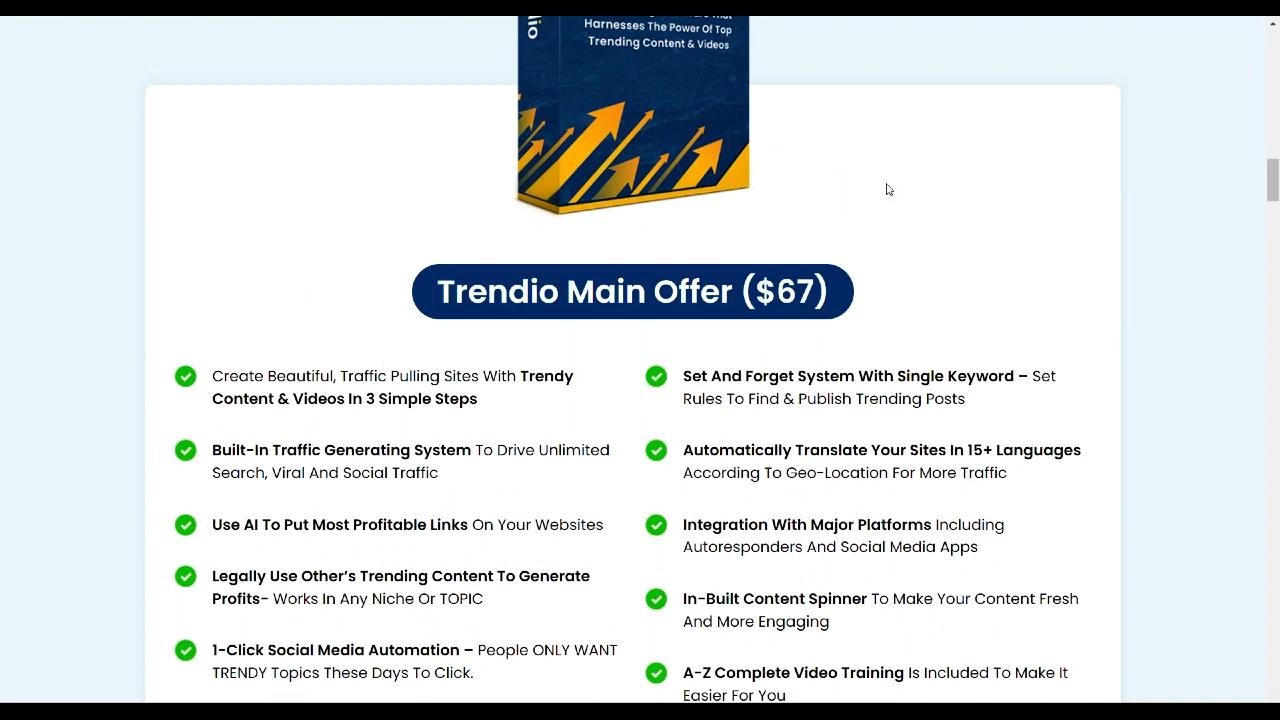 lio
Harnesses The Power Of Top
Trending Content & Videos
Trendio Main Offer ($67)
Create Beautiful, Traffic Pulling Sites With Trendy
Content & Videos In 3 Simple Steps
Built-In Traffic Generating System To Drive Unlimited
Search, Viral And Social Traffic
Use AI To Put Most Profitable Links On Your Websites
Legally Use Other's Trending Content To Generate
Profits- Works In Any Niche Or TOPIC
1-Click Social Media Automation – People ONLY WANT
TRENDY Topics These Days To Click.
Set And Forget System With Single Keyword – Set
Rules To Find & Publish Trending Posts
Automatically Translate Your Sites In 15+ Languages
According To Geo-Location For More Traffic
Integration With Major Platforms Including
Autoresponders And Social Media Apps
In-Built Content Spinner To Make Your Content Fresh
And More Engaging
A-Z Complete Video Training Is Included To Make It
Easier For You